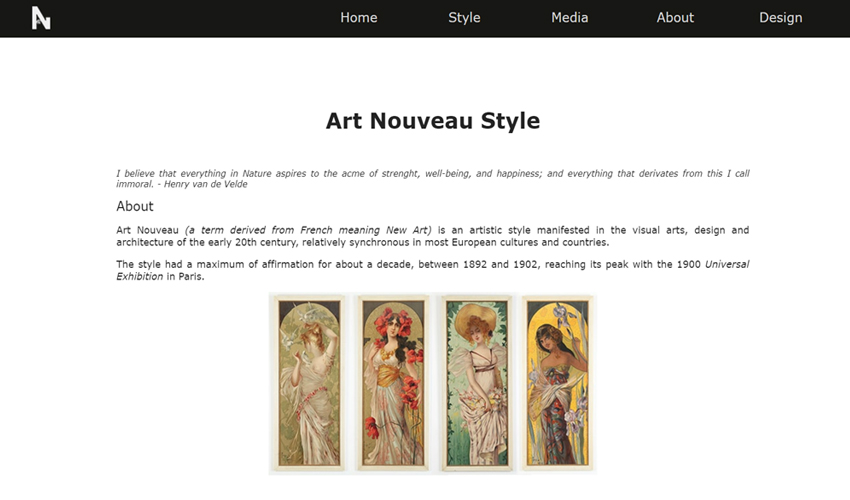 Home Style Media About Design
Art Nouveau Style
I believe that everything in Nature aspires to the acme of strenght, well-being, and happiness; and everything that derivates from this I call
immoral. - Henry van de Velde
About
Art Nouveau (a term derived from French meaning New Art) is an artistic style manifested in the visual arts, design and
architecture of the early 20th century, relatively synchronous in most European cultures and countries.
The style had a maximum of affirmation for about a decade, between 1892 and 1902, reaching its peak with the 1900 Universal
Exhibition in Paris.